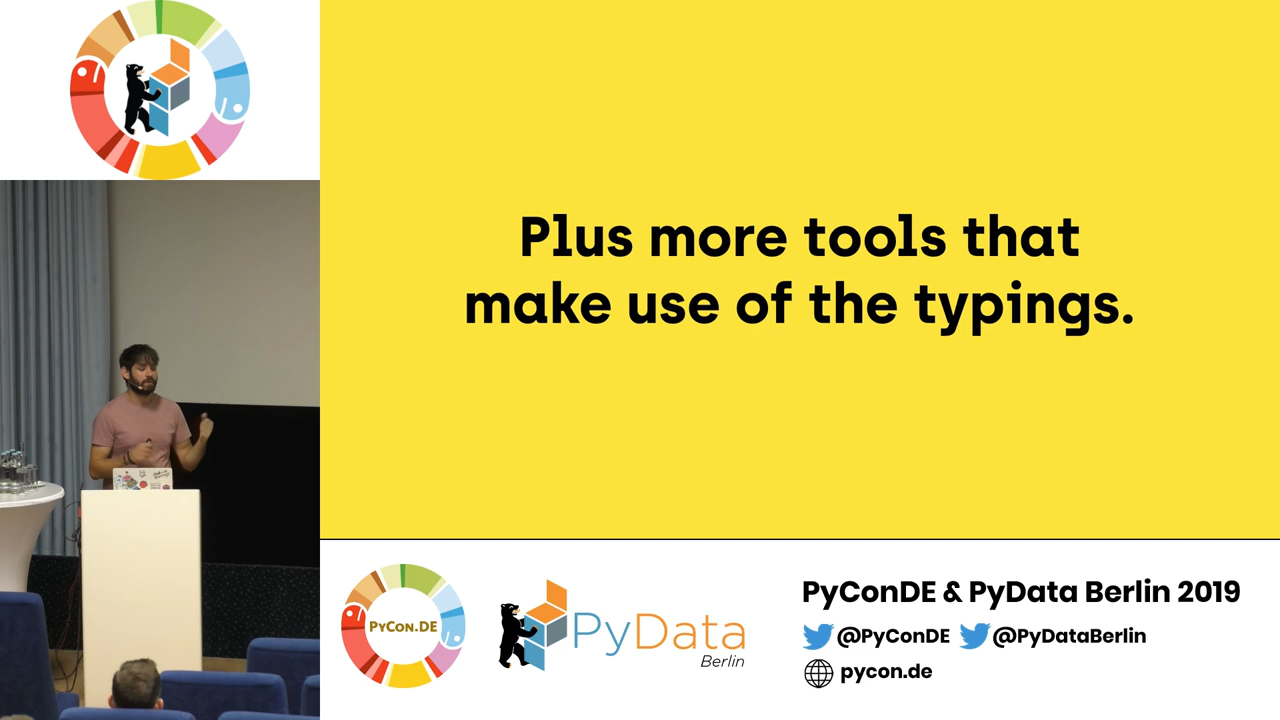 Plus more tools that
make use of the typings.
PyCon.DE
PyData
Berlin
PyConDE & PyData Berlin 2019
@PyConDE @PyDataBerlin
pycon.de